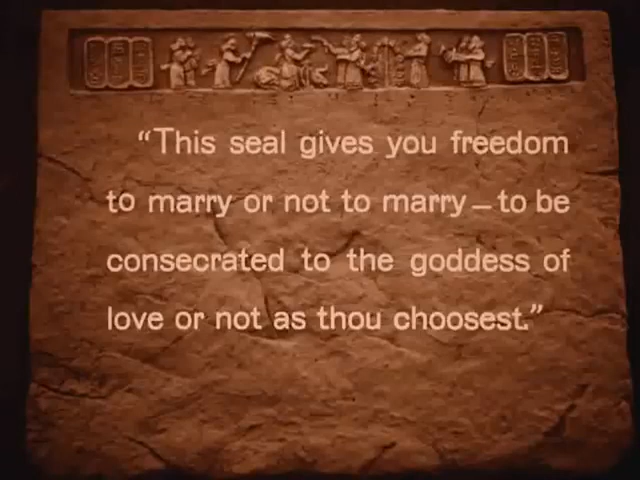 “This seal gives you freedom
to marry or not to marry – to be
consecrated to the goddess of
love or not as thou choosest.”